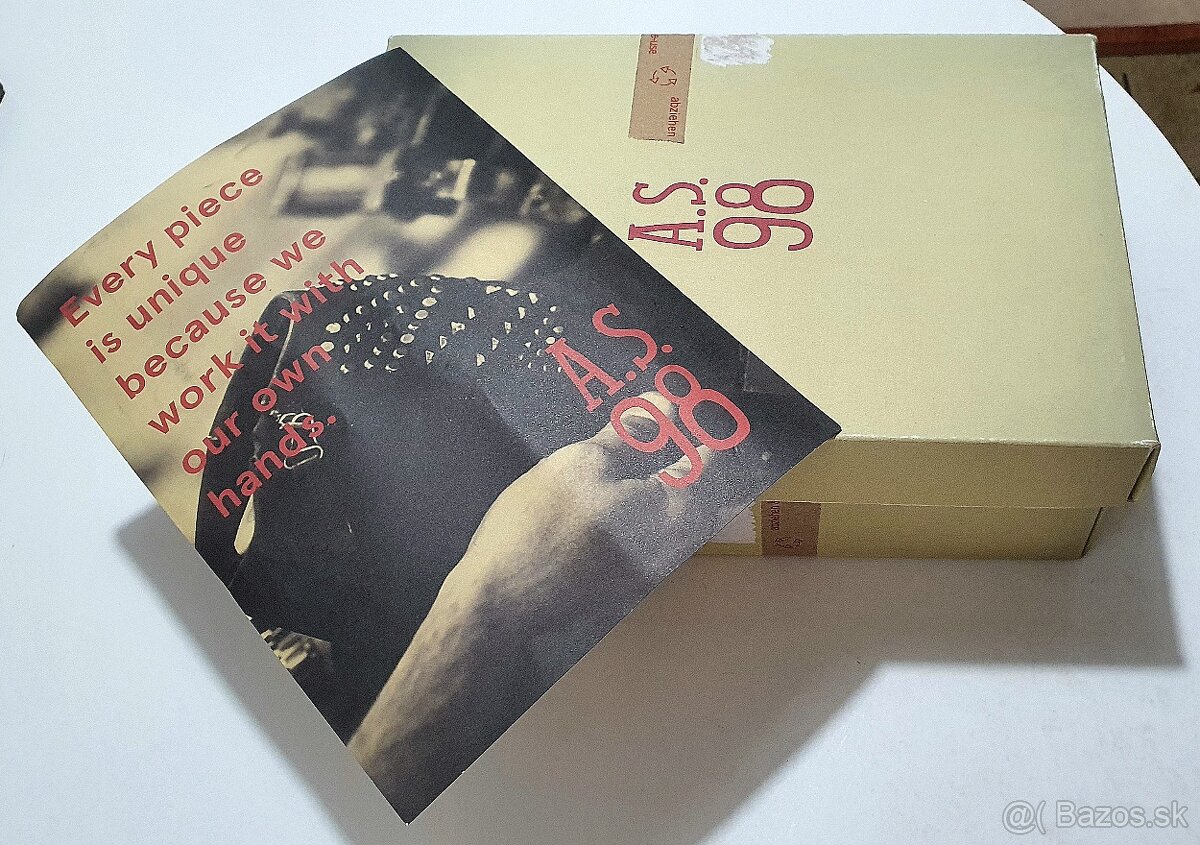 Every piece
is unique
because we
work it with
our own
hands.
A.S.
98
A.S.
98
abziehen
@( Bazos.sk